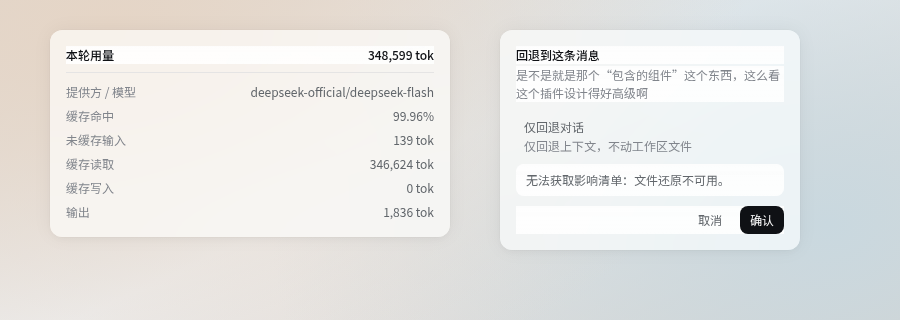 本轮用量 348,599 tok
提供方 / 模型 deepseek-official/deepseek-flash
缓存命中 99.96%
未缓存输入 139 tok
缓存读取 346,624 tok
缓存写入 0 tok
输出 1,836 tok
回退到这条消息
是不是就是那个“包含的组件”这个东西，这么看
这个插件设计得好高级啊
仅回退对话
仅回退上下文，不动工作区文件
无法获取影响清单：文件还原不可用。
取消 确认